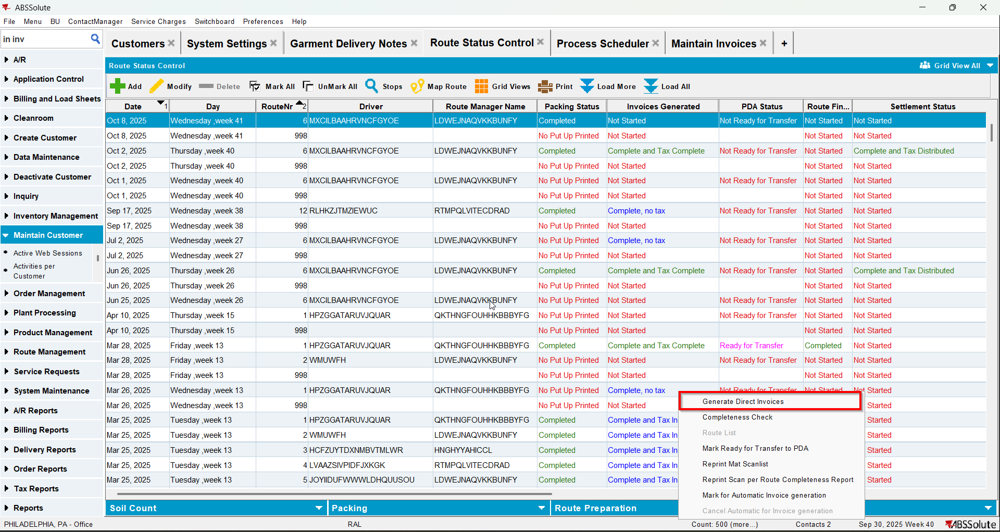 ABSSolute
File Menu BU ContactManager Service Charges Switchboard Preferences Help
in inv
Customers System Settings Garment Delivery Notes Route Status Control Process Scheduler Maintain Invoices +
Route Status Control Grid View All
Add Modify Delete Mark All UnMark All Stops Map Route Grid Views Print Load More Load All
A/R
Application Control
Billing and Load Sheets
Cleanroom
Create Customer
Data Maintenance
Deactivate Customer
Inquiry
Inventory Management
Maintain Customer
Active Web Sessions
Activities per
Customer
Order Management
Plant Processing
Product Management
Route Management
Service Requests
System Maintenance
A/R Reports
Billing Reports
Delivery Reports
Order Reports
Tax Reports
Reports
Date 1 Day RouteNr 2 Driver Route Manager Name Packing Status Invoices Generated PDA Status Route Fin... Settlement Status
Oct 8, 2025 Wednesday ,week 41 6 MXCILBAAHRVNCFGYOE LDWEJNAQVKKBUNFY Completed Not Started Not Ready for Transfer Not Started Not Started
Oct 8, 2025 Wednesday ,week 41 998 No Put Up Printed Not Started Not Started Not Started
Oct 2, 2025 Thursday ,week 40 6 MXCILBAAHRVNCFGYOE LDWEJNAQVKKBUNFY Completed Complete and Tax Complete Not Ready for Transfer Not Started Complete and Tax Distributed
Oct 2, 2025 Thursday ,week 40 998 No Put Up Printed Not Started Not Started Not Started
Oct 1, 2025 Wednesday ,week 40 6 MXCILBAAHRVNCFGYOE LDWEJNAQVKKBUNFY No Put Up Printed Not Started Not Ready for Transfer Not Started Not Started
Oct 1, 2025 Wednesday ,week 40 998 No Put Up Printed Not Started Not Started Not Started
Sep 17, 2025 Wednesday ,week 38 12 RLHKZJTMZIEWUC RTMPQLVITECDRAD Completed Complete, no tax Not Ready for Transfer Not Started Not Started
Sep 17, 2025 Wednesday ,week 38 998 No Put Up Printed Not Started Not Started Not Started
Jul 2, 2025 Wednesday ,week 27 6 MXCILBAAHRVNCFGYOE LDWEJNAQVKKBUNFY No Put Up Printed Complete, no tax Not Ready for Transfer Not Started Not Started
Jul 2, 2025 Wednesday ,week 27 998 No Put Up Printed Not Started Not Started Not Started
Jun 26, 2025 Thursday ,week 26 6 MXCILBAAHRVNCFGYOE LDWEJNAQVKKBUNFY Completed Complete and Tax Complete Not Ready for Transfer Not Started Complete and Tax Distributed
Jun 26, 2025 Thursday ,week 26 998 No Put Up Printed Not Started Not Started Not Started
Jun 25, 2025 Wednesday ,week 26 6 MXCILBAAHRVNCFGYOE LDWEJNAQVKKBUNFY No Put Up Printed Not Started Not Ready for Transfer Not Started Not Started
Apr 10, 2025 Thursday ,week 15 1 HPZGGATARUVJQUAR QKTHNGFOUHHKBBBYFG No Put Up Printed Not Started Not Ready for Transfer Not Started Not Started
Apr 10, 2025 Thursday ,week 15 998 No Put Up Printed Not Started Not Started Not Started
Mar 28, 2025 Friday ,week 13 1 HPZGGATARUVJQUAR QKTHNGFOUHHKBBBYFG Completed Complete and Tax Complete Ready for Transfer Completed Not Started
Mar 28, 2025 Friday ,week 13 2 WMUWFH LDWEJNAQVKKBUNFY No Put Up Printed Not Started Not Ready for Transfer Not Started Not Started
Mar 28, 2025 Friday ,week 13 998 No Put Up Printed Not Started Not Started Not Started
Mar 26, 2025 Wednesday ,week 13 1 HPZGGATARUVJQUAR QKTHNGFOUHHKBBBYFG No Put Up Printed Complete, no tax Not Ready for Transfer Not Started Not Started
Mar 26, 2025 Wednesday ,week 13 998 No Put Up Printed Not Started Started
Mar 25, 2025 Tuesday ,week 13 1 HPZGGATARUVJQUAR QKTHNGFOUHHKBBBYFG Completed Complete and Tax In Started
Mar 25, 2025 Tuesday ,week 13 2 WMUWFH LDWEJNAQVKKBUNFY Completed Complete and Tax In Started
Mar 25, 2025 Tuesday ,week 13 3 HCFZUYTDXNMBVTMLWR HNGHYYAHICCL Completed Complete and Tax In Started
Mar 25, 2025 Tuesday ,week 13 4 LVAAZSIVPIDFJXKGK RTMPQLVITECDRAD Completed Complete and Tax In Started
Mar 25, 2025 Tuesday ,week 13 5 JOYIIDUFWWWLDHQUUSOU LDWEJNAQVKKBUNFY Completed Complete and Tax In Started
Generate Direct Invoices
Completeness Check
Route List
Mark Ready for Transfer to PDA
Reprint Mat Scanlist
Reprint Scan per Route Completeness Report
Mark for Automatic Invoice generation
Cancel Automatic for Invoice generation
Soil Count Packing Route Preparation
PHILADELPHIA, PA - Office RAL Count: 500 (more...) Contacts 2 Sep 30, 2025 Week 40 ABSSolute